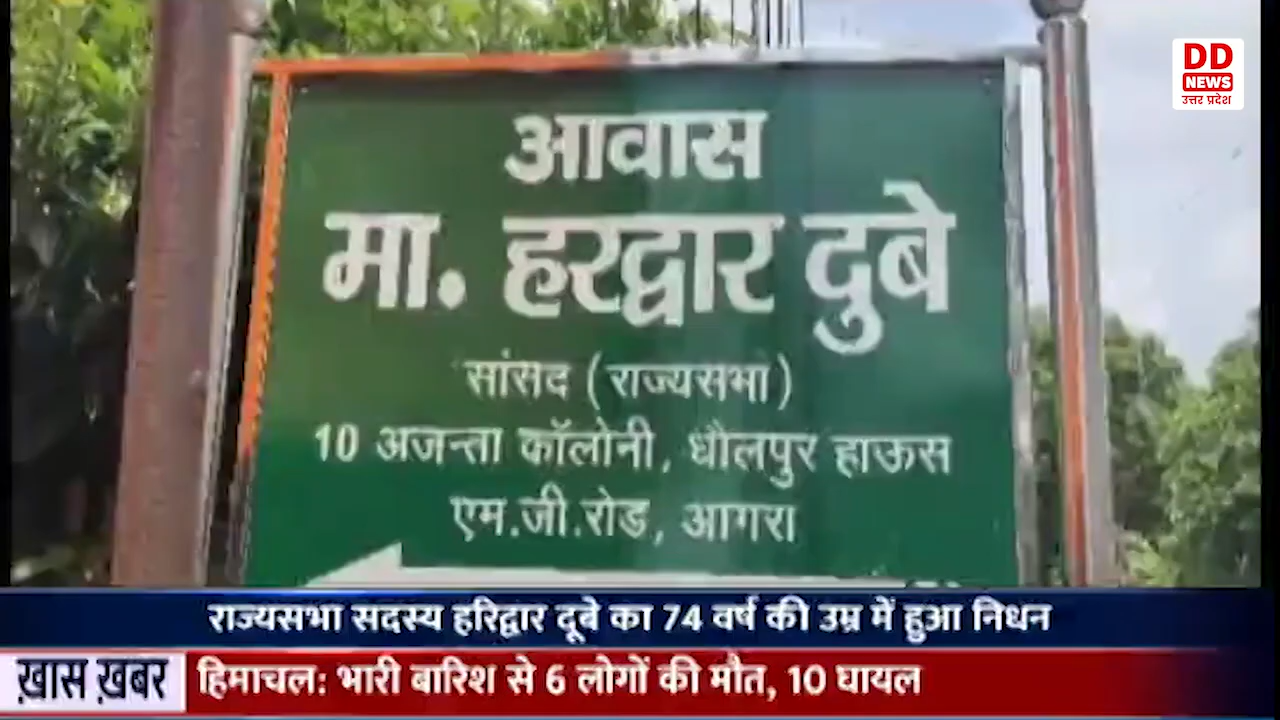 DD
NEWS
उत्तर प्रदेश
आवास
मा. हरद्वार दुबे
सांसद (राज्यसभा)
10 अजन्ता कॉलोनी, धौलपुर हाऊस
एम.जी.रोड, आगरा
राज्यसभा सदस्य हरिद्वार दूबे का 74 वर्ष की उम्र में हुआ निधन
ख़ास ख़बर
हिमाचल: भारी बारिश से 6 लोगों की मौत, 10 घायल